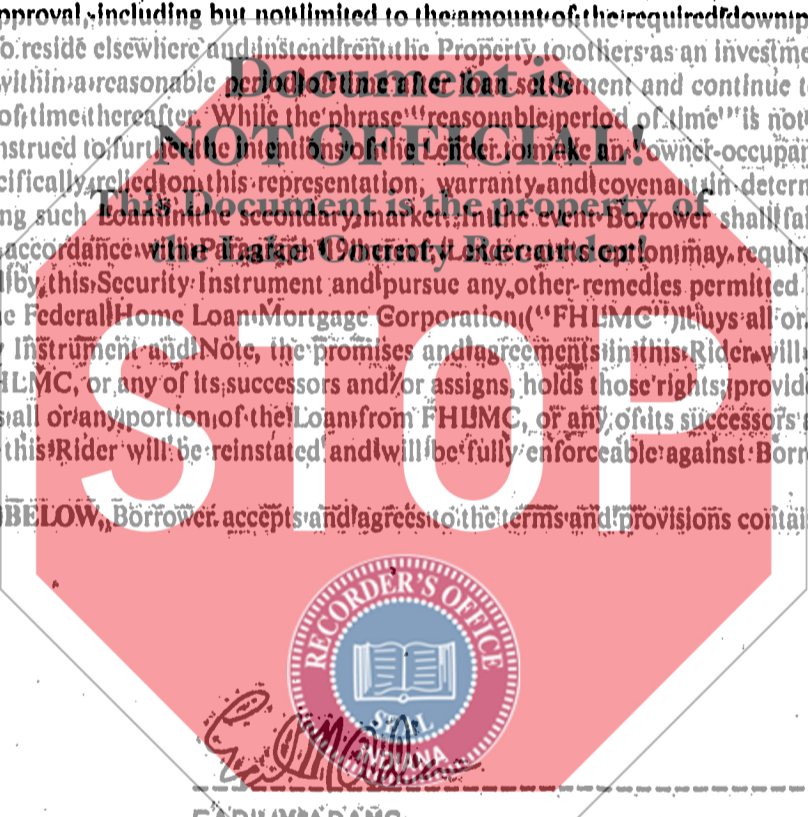 pproval, including but not limited to the amount of the required downp
o reside elsewhere and instead rent the Property to others as an investme
within a reasonable period of time after loan settlement and continue t
of time thereafter. While the phrase "reasonable period of time" is not
nstrued to further the intentions of the Lender to make an "owner-occupan
cifically relied on this representation, warranty and covenant in determ
ng such Loan in the secondary market. In the event Borrower shall fa
accordance with Paragraph 19 hereof, Lender at its option may requir
by this Security Instrument and pursue any other remedies permitted
e Federal Home Loan Mortgage Corporation ("FHLMC") buys all or
Instrument and Note, the promises and agreements in this Rider will
HLMC, or any of its successors and/or assigns, holds those rights, provid
s all or any portion of the Loan from FHLMC, or any of its successors
this Rider will be reinstated and will be fully enforceable against Borr
BELOW, Borrower accepts and agrees to the terms and provisions contai
Document is
NOT OFFICIAL!
This Document is the property of
the Lake County Recorder!
STOP
RECORDER'S OFFICE
SEAL
INDIANA